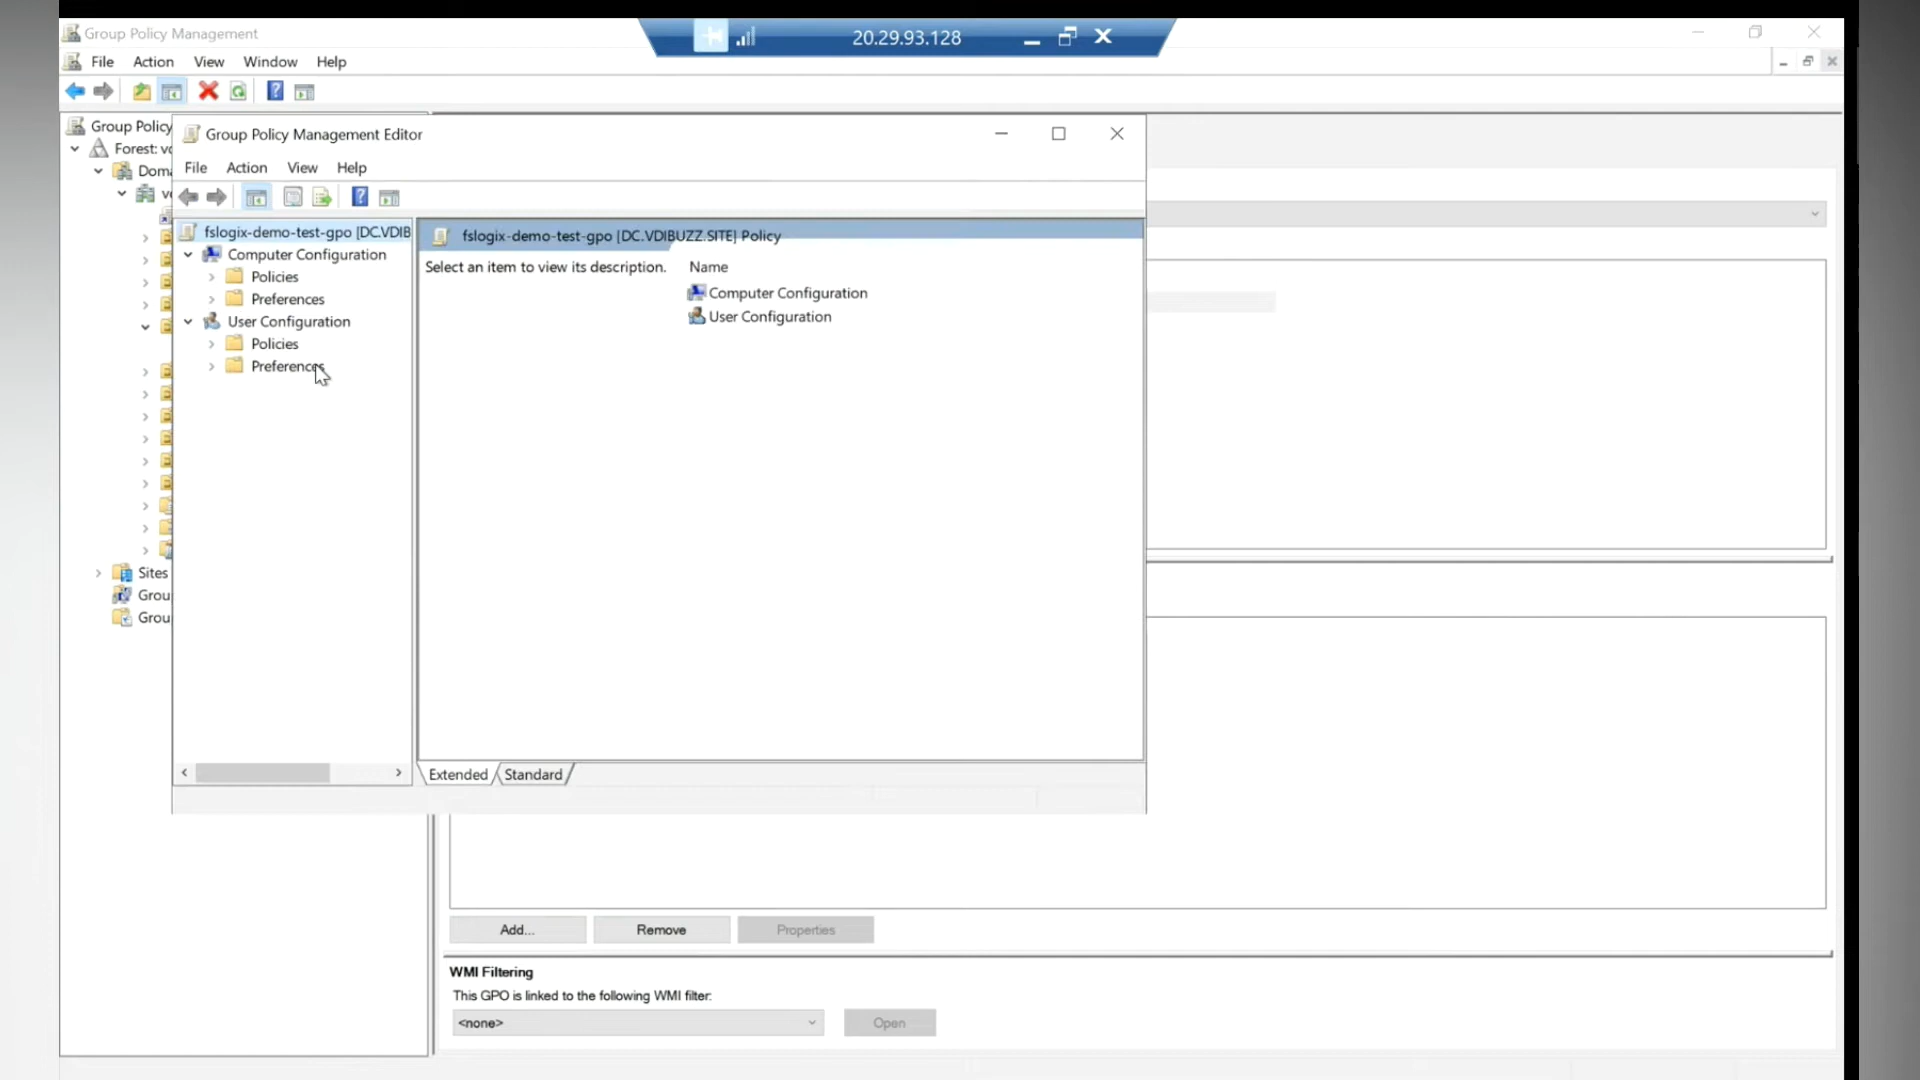 Group Policy Management
20.29.93.128
File Action View Window Help
Group Policy
Forest:
Group Policy Management Editor
File Action View Help
fslogix-demo-test-gpo [DC.VDIB
Computer Configuration
Policies
Preferences
User Configuration
Policies
Preferences
fslogix-demo-test-gpo [DC.VDIBUZZ.SITE] Policy
Select an item to view its description.
Name
Computer Configuration
User Configuration
Sites
Grou
Grou
Extended
Standard
Add...
Remove
Properties
WMI Filtering
This GPO is linked to the following WMI filter:
<none>
Open